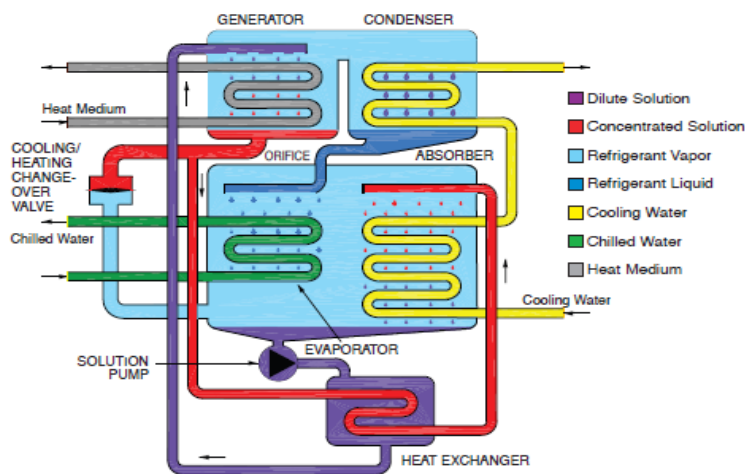 GENERATOR
CONDENSER
Heat Medium
COOLING/
HEATING
CHANGE-
OVER
VALVE
ORIFICE
ABSORBER
Chilled Water
Cooling Water
EVAPORATOR
SOLUTION
PUMP
HEAT EXCHANGER
Dilute Solution
Concentrated Solution
Refrigerant Vapor
Refrigerant Liquid
Cooling Water
Chilled Water
Heat Medium